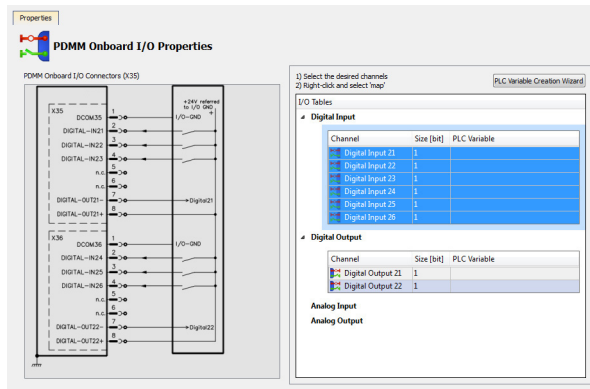 Properties
PDMM Onboard I/O Properties
PDMM Onboard I/O Connectors (X35)
+24V referred
to I/O GND
+
X35
DCOM35 1 I/O-GND
DIGITAL-IN21 2
DIGITAL-IN22 3
DIGITAL-IN23 4
n.c. 5
n.c. 6
DIGITAL-OUT21- 7 Digital21
DIGITAL-OUT21+ 8
X36
DCOM36 1 I/O-GND
DIGITAL-IN24 2
DIGITAL-IN25 3
DIGITAL-IN26 4
n.c. 5
n.c. 6
DIGITAL-OUT22- 7 Digital22
DIGITAL-OUT22+ 8
1) Select the desired channels
2) Right-click and select 'map'
PLC Variable Creation Wizard
I/O Tables
Digital Input
Channel Size [bit] PLC Variable
Digital Input 21 1
Digital Input 22 1
Digital Input 23 1
Digital Input 24 1
Digital Input 25 1
Digital Input 26 1
Digital Output
Channel Size [bit] PLC Variable
Digital Output 21 1
Digital Output 22 1
Analog Input
Analog Output